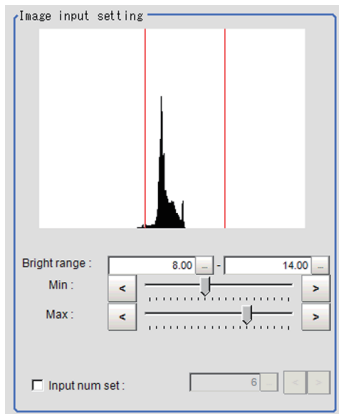 Image input setting
Bright range : 8.00 ... - 14.00 ...
Min : < >
Max : < >
Input num set : 6 ... < >